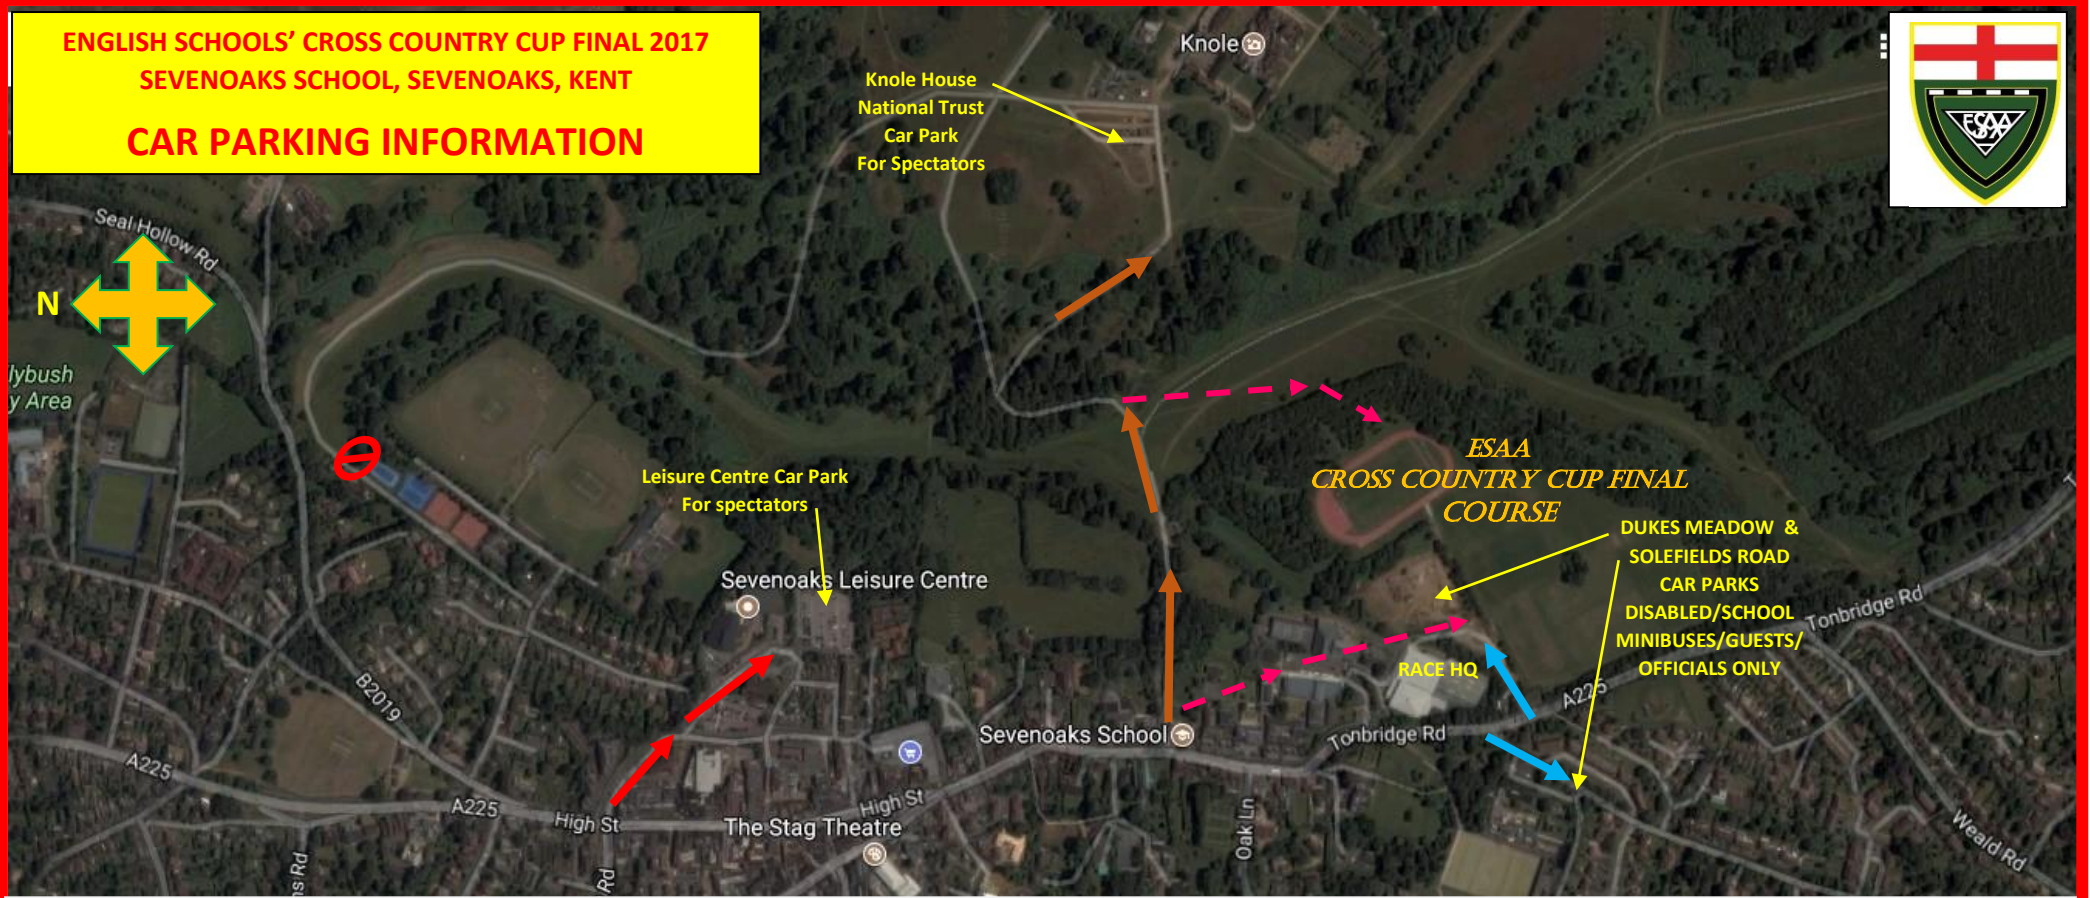 ENGLISH SCHOOLS’ CROSS COUNTRY CUP FINAL 2017
SEVENOAKS SCHOOL, SEVENOAKS, KENT
CAR PARKING INFORMATION
Knole
Knole House
National Trust
Car Park
For Spectators
ESAA
Seal Hollow Rd
N
lybush
y Area
Leisure Centre Car Park
For spectators
ESAA
CROSS COUNTRY CUP FINAL
COURSE
DUKES MEADOW &
SOLEFIELDS ROAD
CAR PARKS
DISABLED/SCHOOL
MINIBUSES/GUESTS/
OFFICIALS ONLY
Sevenoaks Leisure Centre
Tonbridge Rd
RACE HQ
B2019
A225
Sevenoaks School
Tonbridge Rd
A225
A225
High St
High St
The Stag Theatre
Oak Ln
Weald Rd
ns Rd
Rd